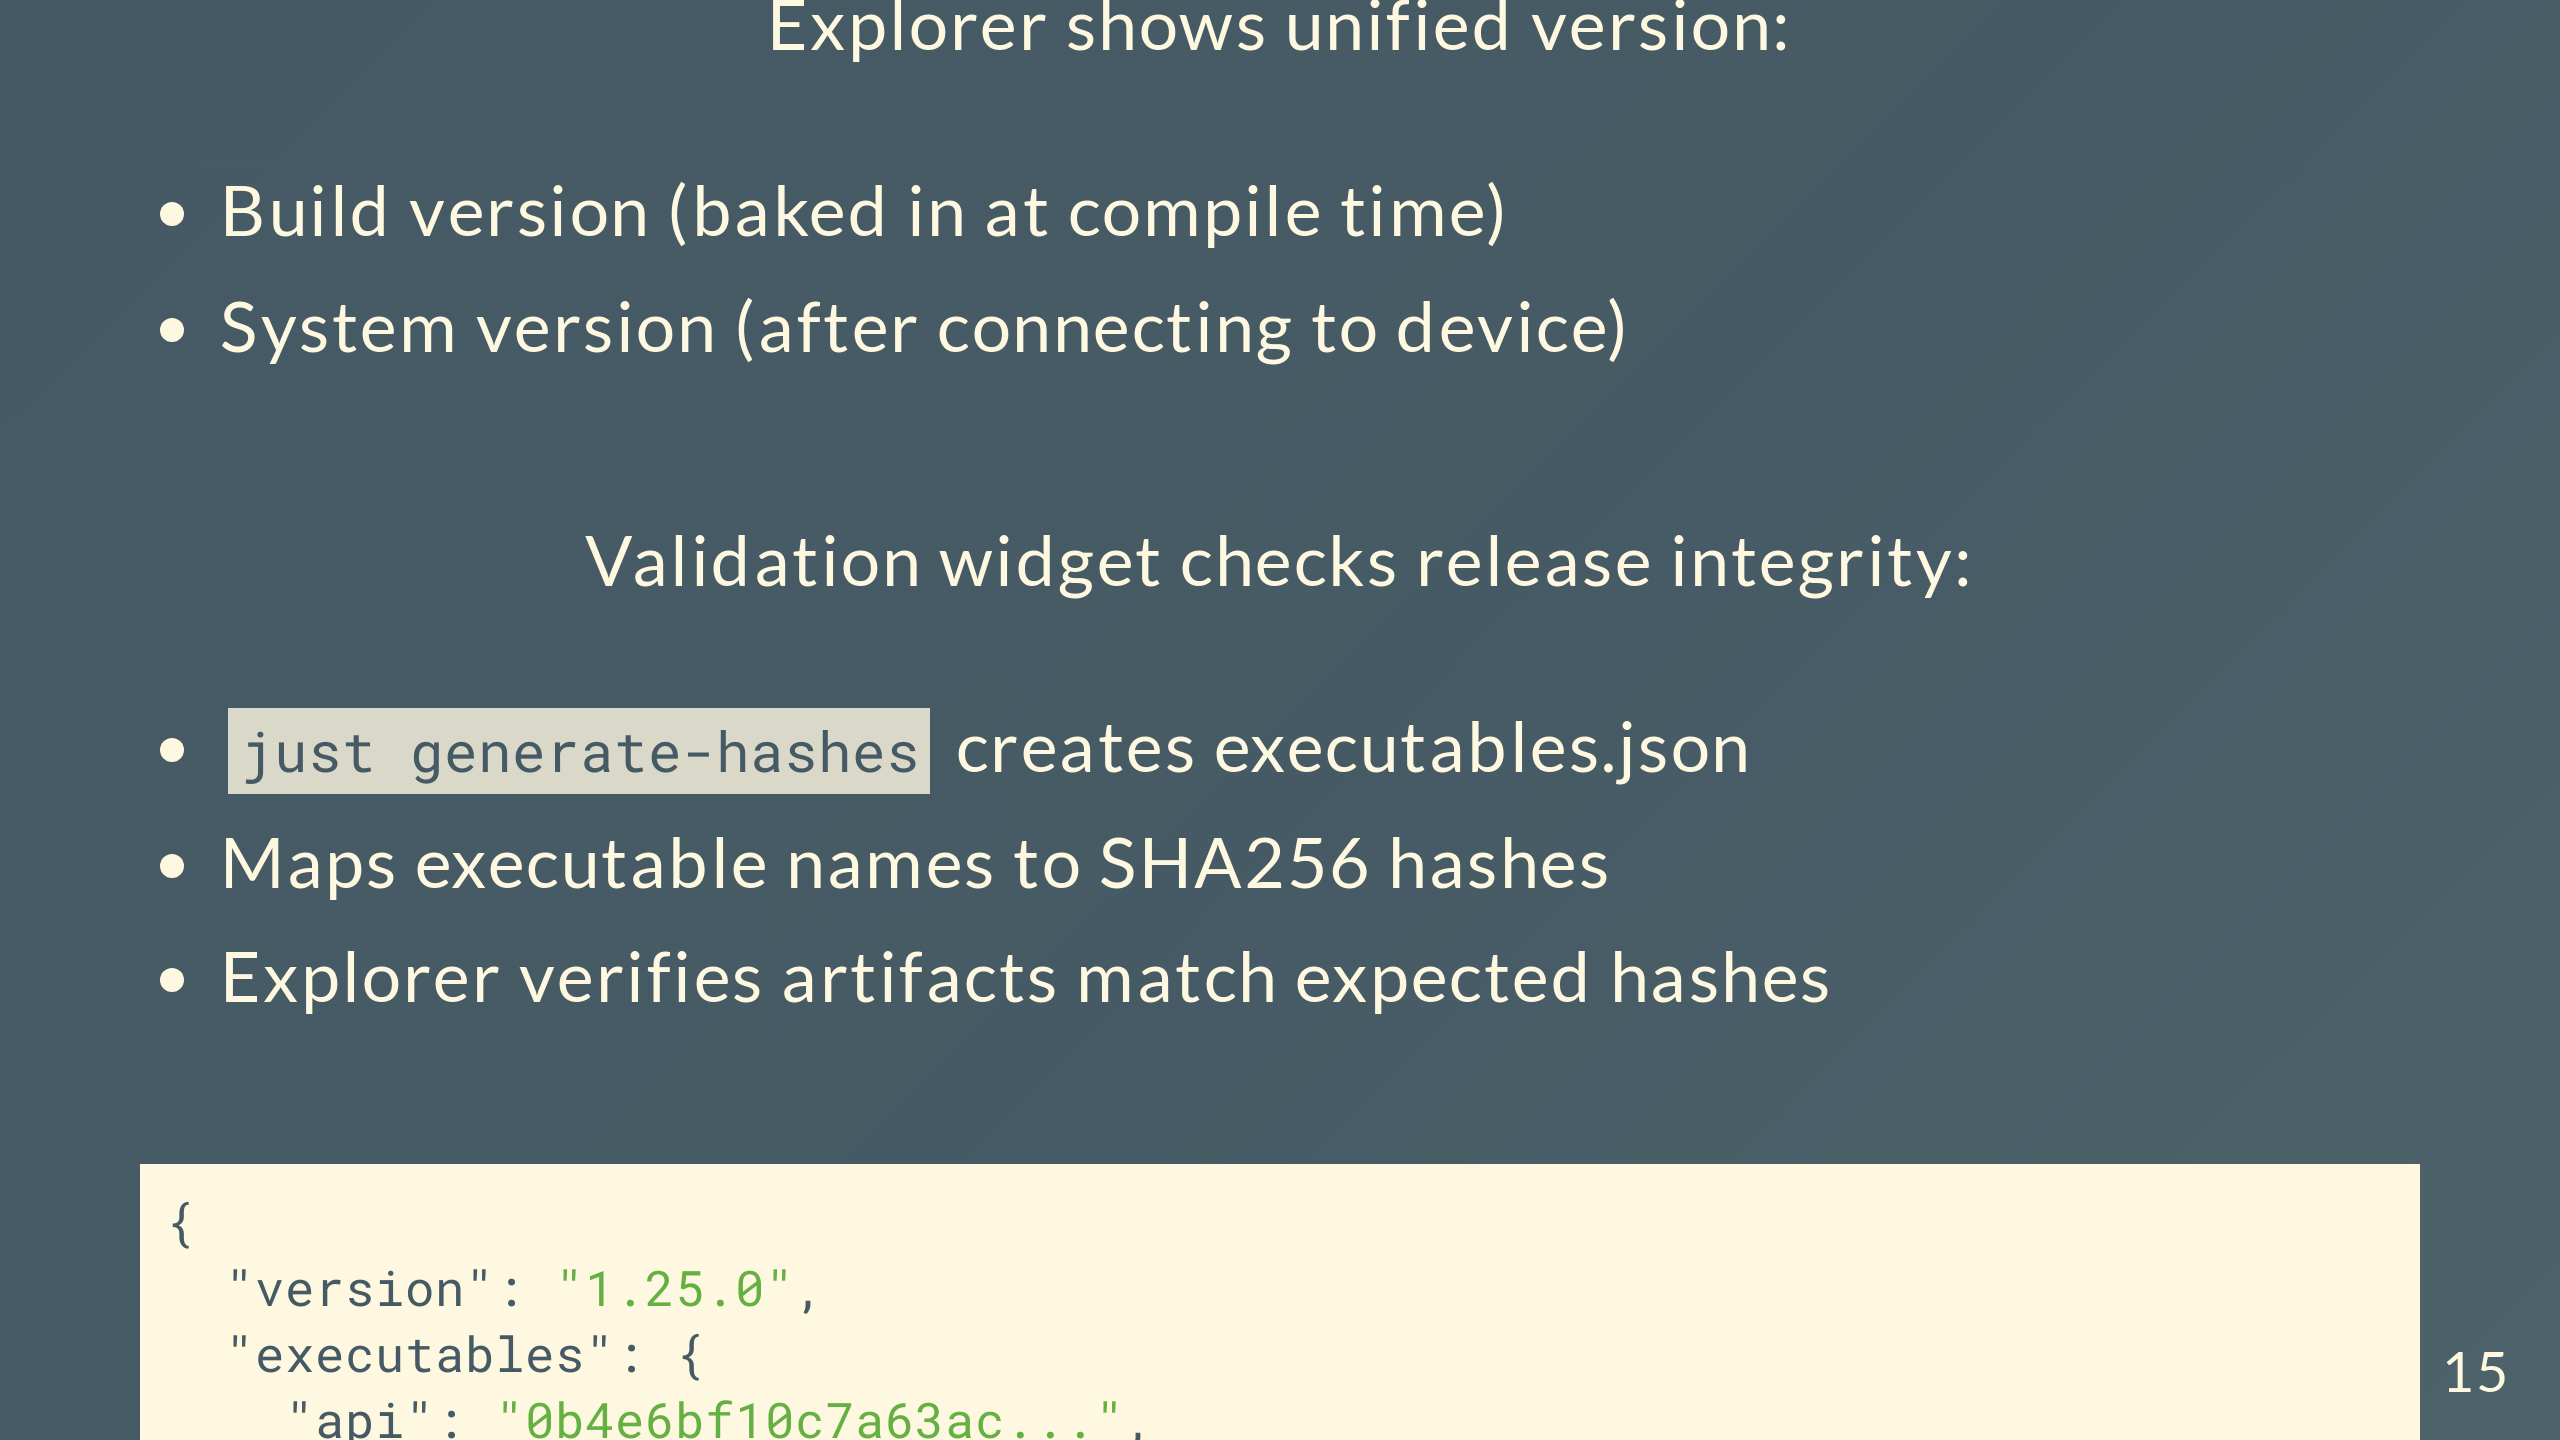 Explorer shows unified version:
• Build version (baked in at compile time)
• System version (after connecting to device)
Validation widget checks release integrity:
• just generate-hashes creates executables.json
• Maps executable names to SHA256 hashes
• Explorer verifies artifacts match expected hashes
{
  "version": "1.25.0",
  "executables": {
    "api": "0b4e6bf10c7a63ac...",
15